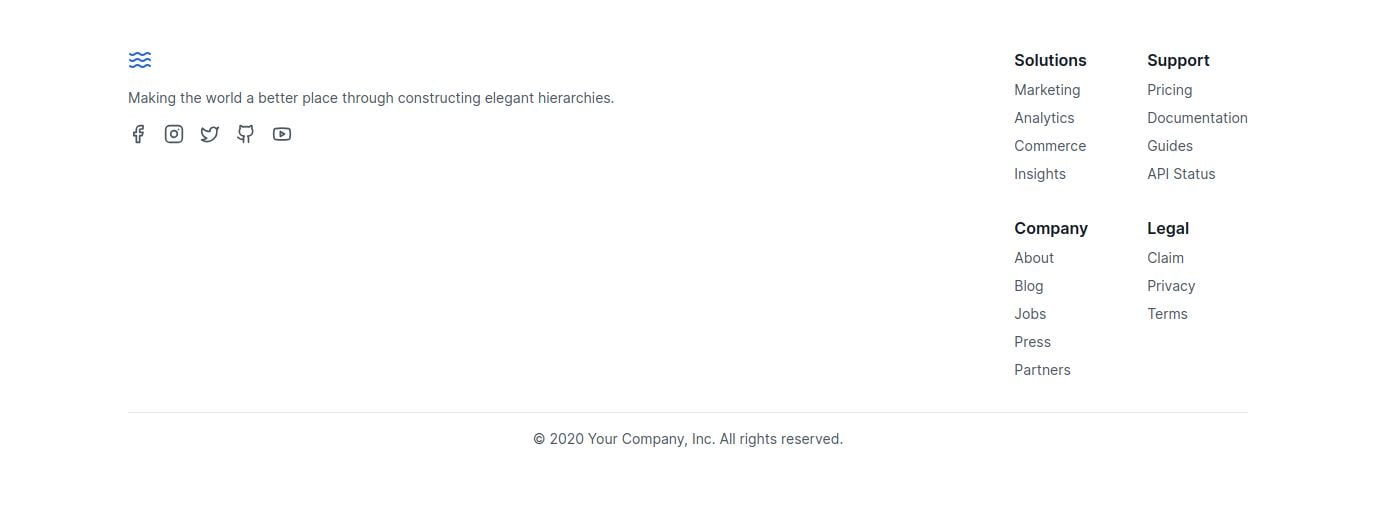 Making the world a better place through constructing elegant hierarchies.
Solutions
Marketing
Analytics
Commerce
Insights
Support
Pricing
Documentation
Guides
API Status
Company
About
Blog
Jobs
Press
Partners
Legal
Claim
Privacy
Terms
© 2020 Your Company, Inc. All rights reserved.